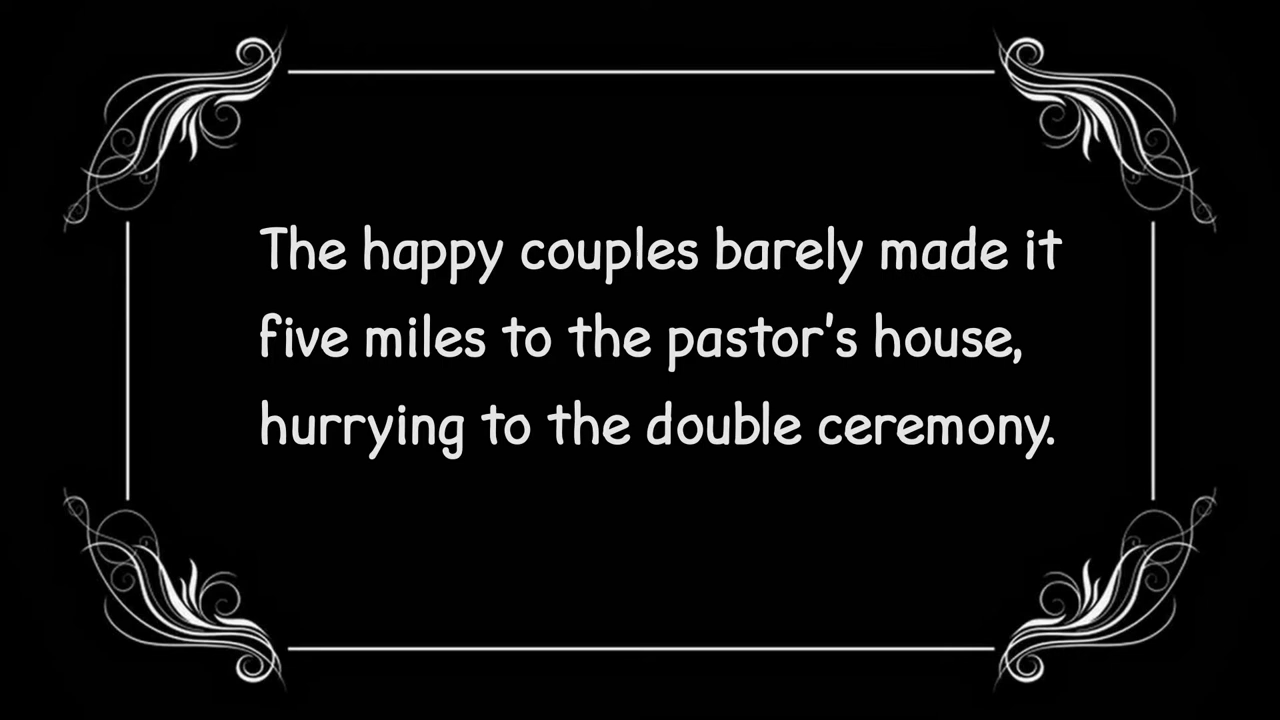 The happy couples barely made it
five miles to the pastor's house,
hurrying to the double ceremony.